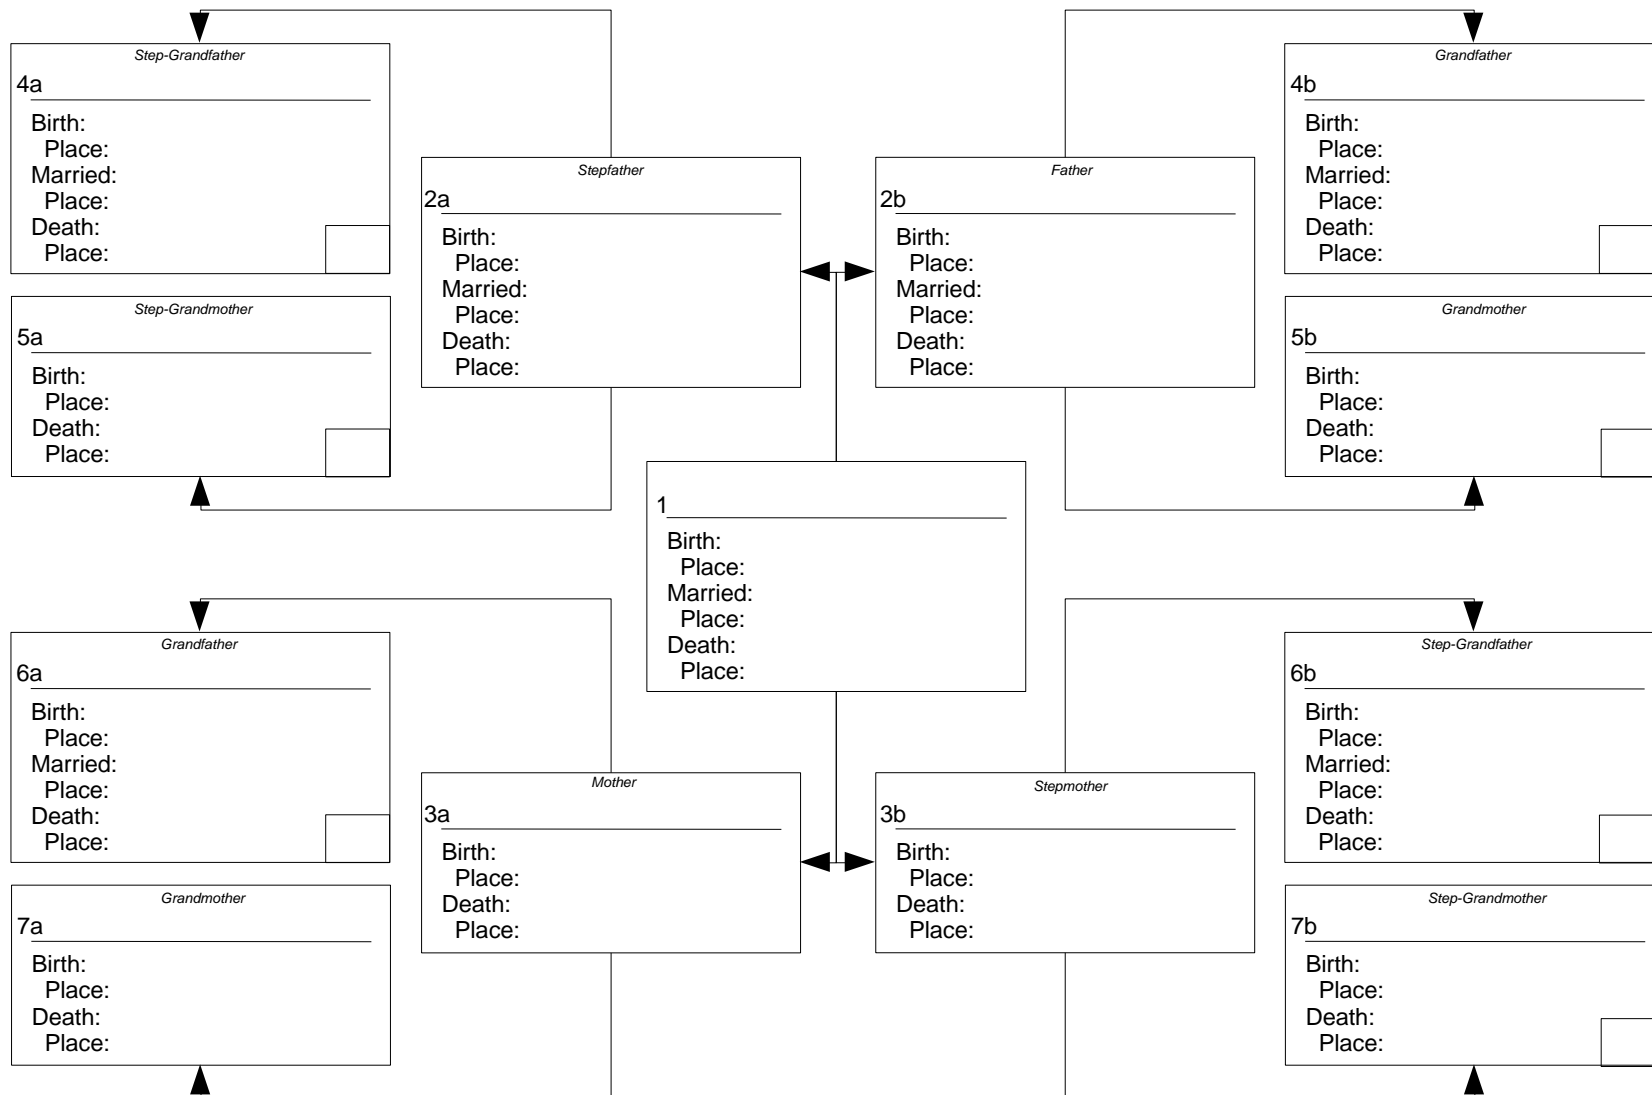 Step-Grandfather
4a
Birth:
Place:
Married:
Place:
Death:
Place:
Step-Grandmother
5a
Birth:
Place:
Death:
Place:
Stepfather
2a
Birth:
Place:
Married:
Place:
Death:
Place:
Father
2b
Birth:
Place:
Married:
Place:
Death:
Place:
Grandfather
4b
Birth:
Place:
Married:
Place:
Death:
Place:
Grandmother
5b
Birth:
Place:
Death:
Place:
1
Birth:
Place:
Married:
Place:
Death:
Place:
Grandfather
6a
Birth:
Place:
Married:
Place:
Death:
Place:
Grandmother
7a
Birth:
Place:
Death:
Place:
Mother
3a
Birth:
Place:
Death:
Place:
Stepmother
3b
Birth:
Place:
Death:
Place:
Step-Grandfather
6b
Birth:
Place:
Married:
Place:
Death:
Place:
Step-Grandmother
7b
Birth:
Place:
Death:
Place: